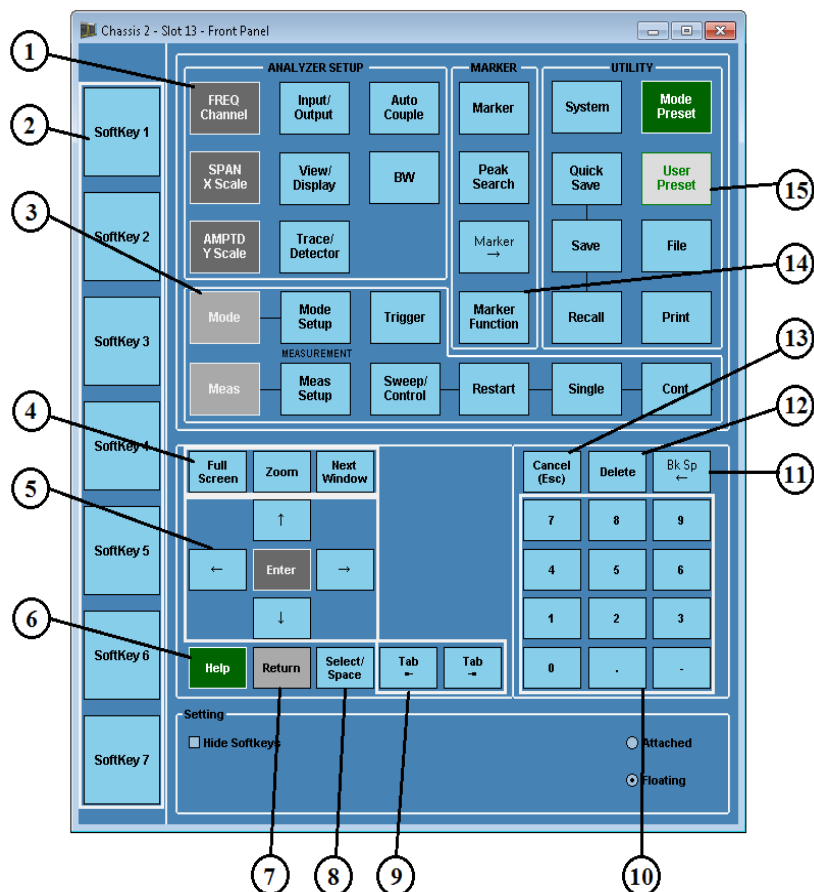 Chassis 2 - Slot 13 - Front Panel
1
2
3
4
5
6
7
8
9
10
11
12
13
14
15
SoftKey 1
SoftKey 2
SoftKey 3
SoftKey 4
SoftKey 5
SoftKey 6
SoftKey 7
ANALYZER SETUP
FREQ
Channel
Input/
Output
Auto
Couple
SPAN
X Scale
View/
Display
BW
AMPTD
Y Scale
Trace/
Detector
MARKER
Marker
Peak
Search
Marker
→
Marker
Function
UTILITY
System
Mode
Preset
Quick
Save
User
Preset
Save
File
Recall
Print
Mode
Mode
Setup
Trigger
MEASUREMENT
Meas
Meas
Setup
Sweep/
Control
Restart
Single
Cont
Full
Screen
Zoom
Next
Window
↑
←
Enter
→
↓
Help
Return
Select/
Space
Tab
Tab
Cancel
(Esc)
Delete
Bk Sp
←
7
8
9
4
5
6
1
2
3
0
.
-
Setting
Hide Softkeys
Attached
Floating